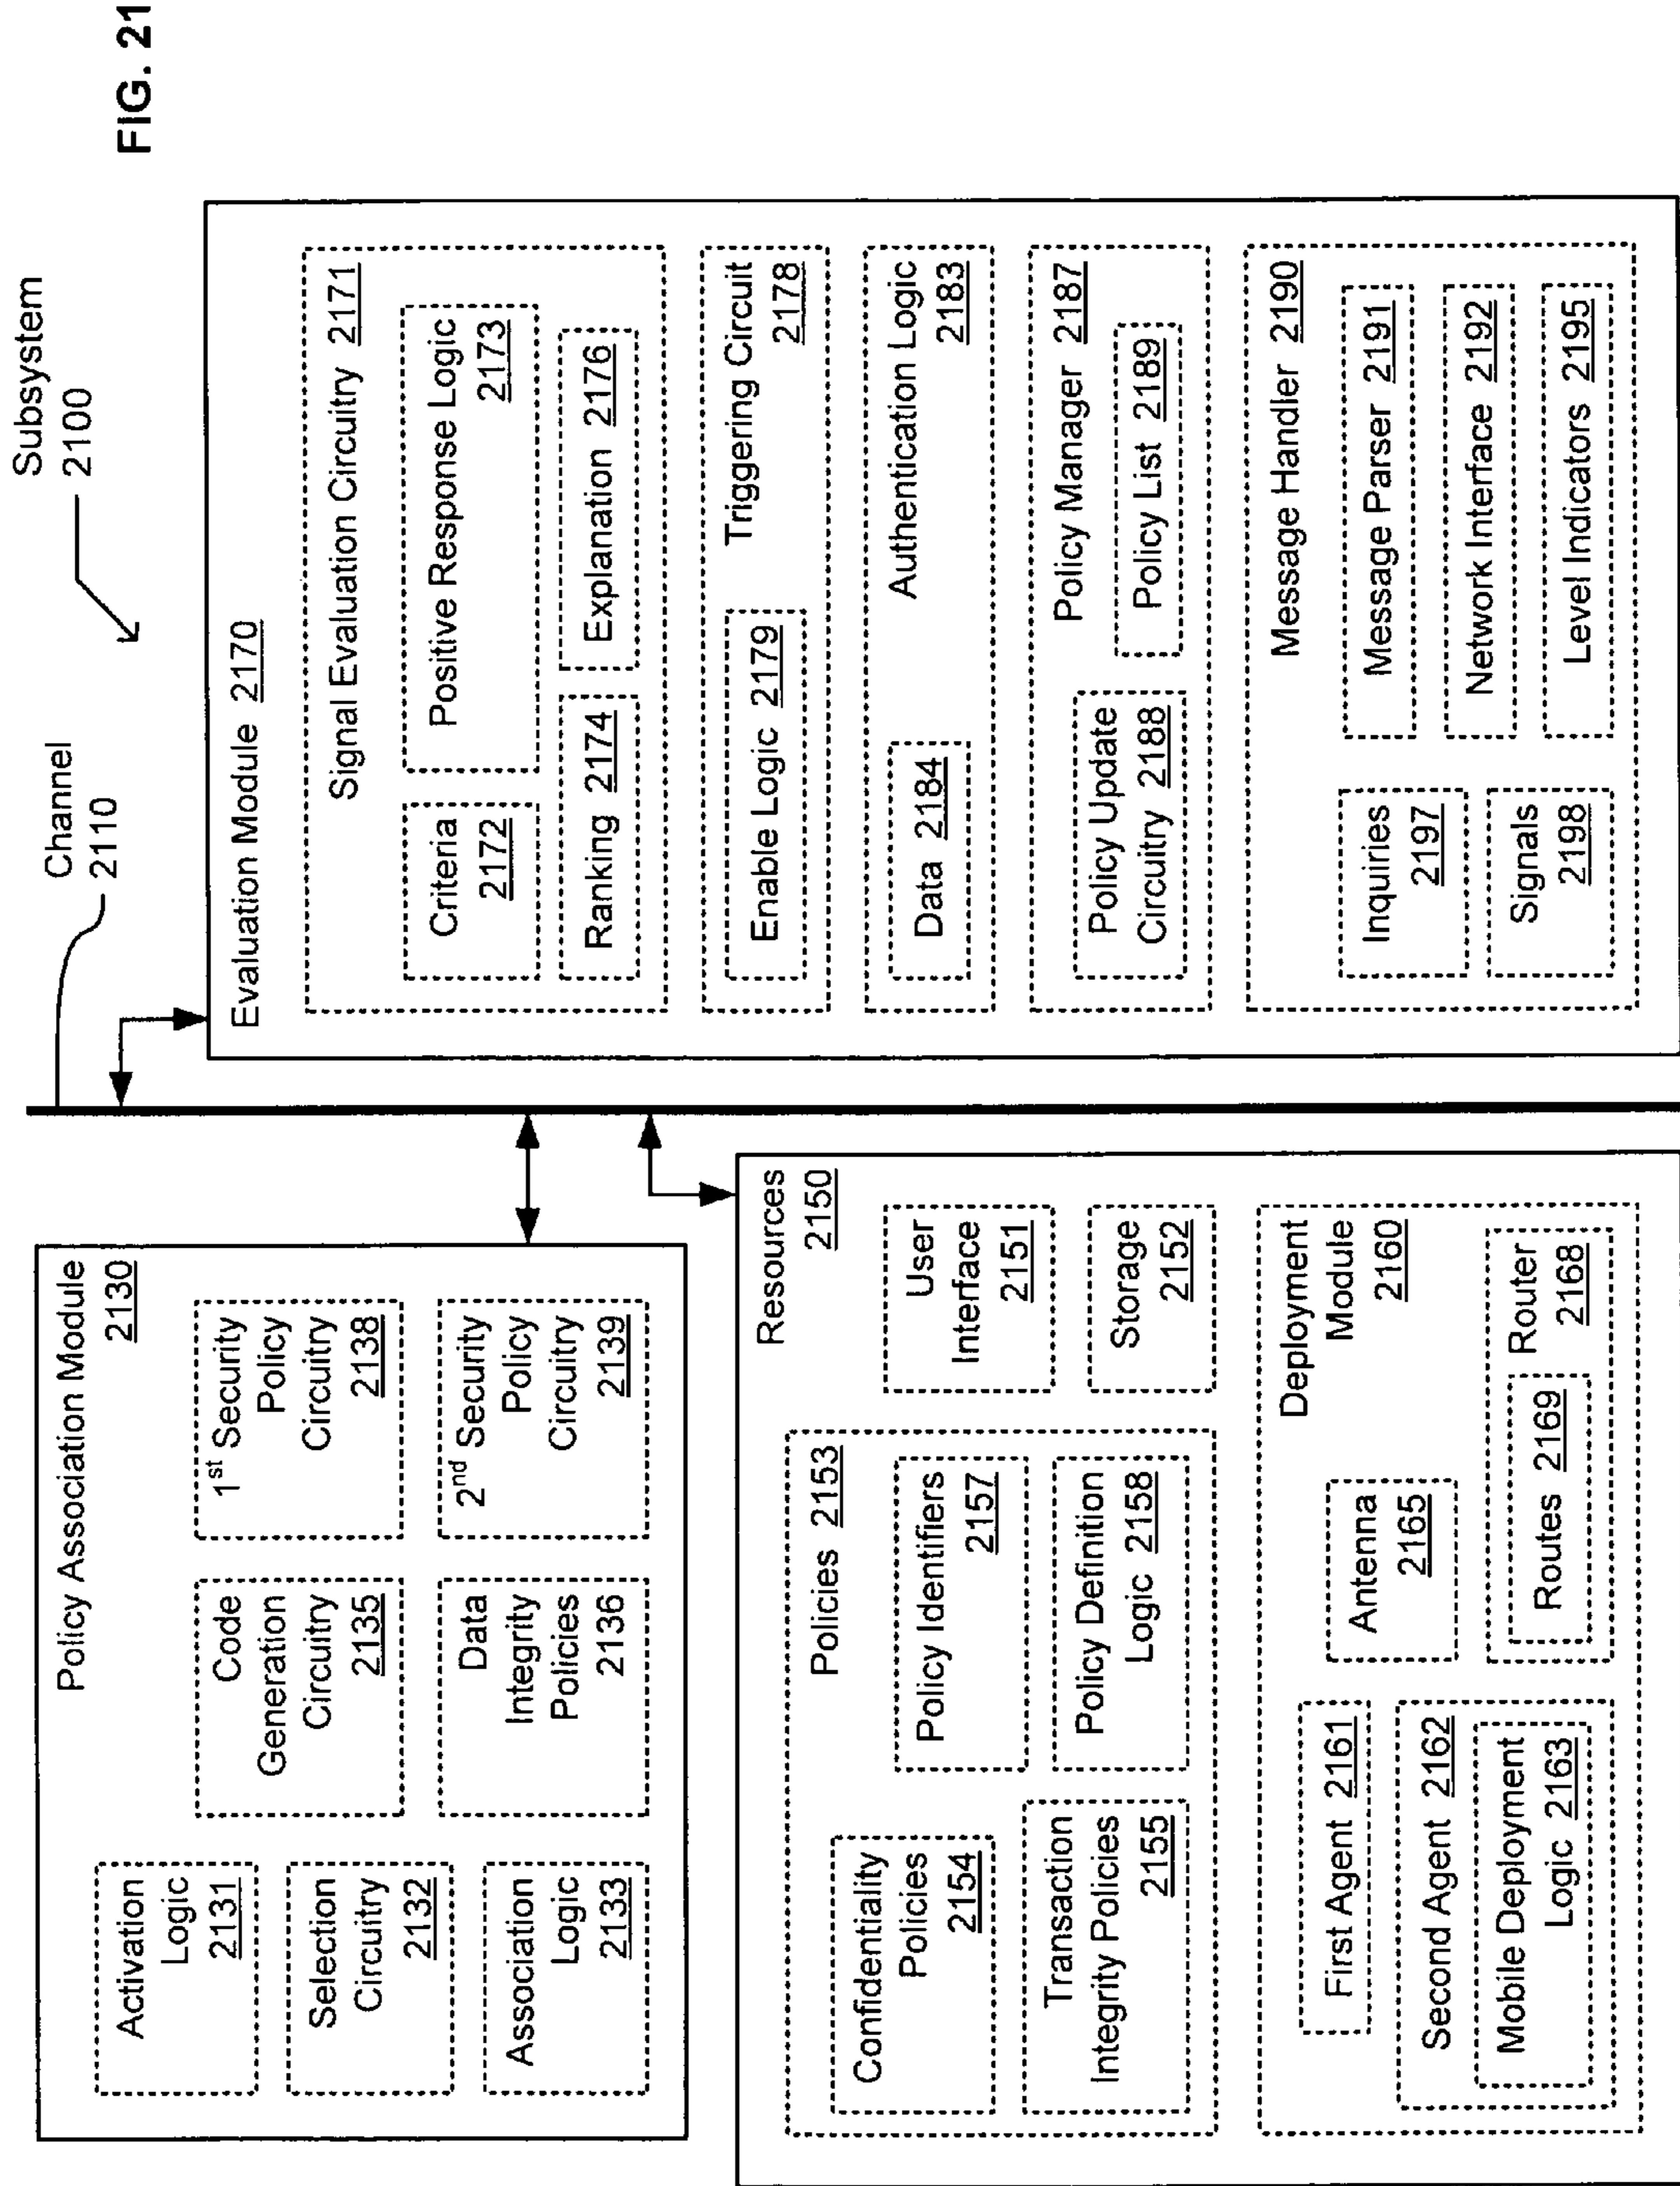 FIG. 21
Subsystem
2100
Channel
2110
Policy Association Module
2130
Activation
Logic
2131
Selection
Circuitry
2132
Association
Logic
2133
Code
Generation
Circuitry
2135
Data
Integrity
Policies
2136
1st Security
Policy
Circuitry
2138
2nd Security
Policy
Circuitry
2139
Resources
2150
User
Interface
2151
Storage
2152
Policies 2153
Confidentiality
Policies
2154
Transaction
Integrity Policies
2155
Policy Identifiers
2157
Policy Definition
Logic 2158
Deployment
Module
2160
First Agent 2161
Second Agent 2162
Mobile Deployment
Logic 2163
Antenna
2165
Router
2168
Routes 2169
Evaluation Module 2170
Signal Evaluation Circuitry 2171
Criteria
2172
Positive Response Logic
2173
Ranking 2174
Explanation 2176
Triggering Circuit
2178
Enable Logic 2179
Authentication Logic
2183
Data 2184
Policy Manager 2187
Policy Update
Circuitry 2188
Policy List 2189
Message Handler 2190
Message Parser 2191
Network Interface 2192
Level Indicators 2195
Inquiries
2197
Signals
2198